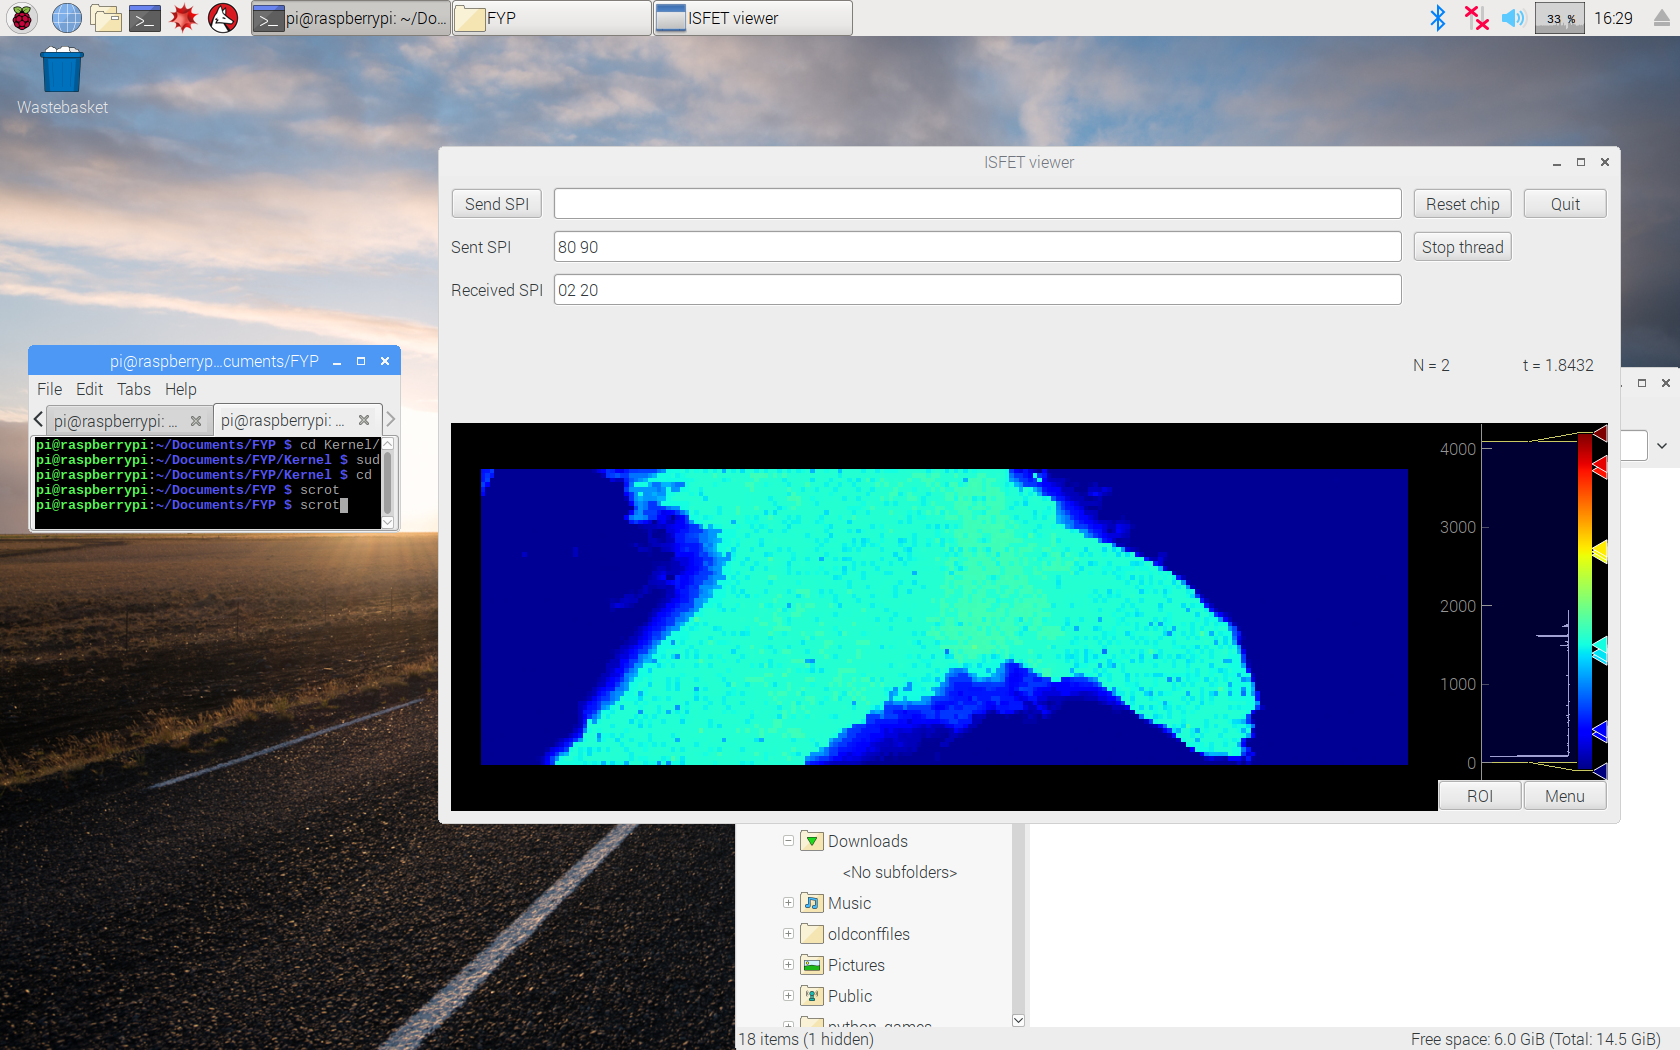 pi@raspberrypi: ~/Do...
FYP
ISFET viewer
33 %
16:29
Wastebasket
ISFET viewer
Send SPI
Reset chip
Quit
Sent SPI
80 90
Stop thread
Received SPI
02 20
N = 2
t = 1.8432
pi@raspberryp...cuments/FYP
File Edit Tabs Help
pi@raspberrypi: ...
pi@raspberrypi: ...
pi@raspberrypi:~/Documents/FYP $ cd Kernel/
pi@raspberrypi:~/Documents/FYP/Kernel $ sud
pi@raspberrypi:~/Documents/FYP/Kernel $ cd
pi@raspberrypi:~/Documents/FYP $ scrot
pi@raspberrypi:~/Documents/FYP $ scrot
4000
3000
2000
1000
0
ROI
Menu
Downloads
<No subfolders>
Music
oldconffiles
Pictures
Public
python_games
18 items (1 hidden)
Free space: 6.0 GiB (Total: 14.5 GiB)